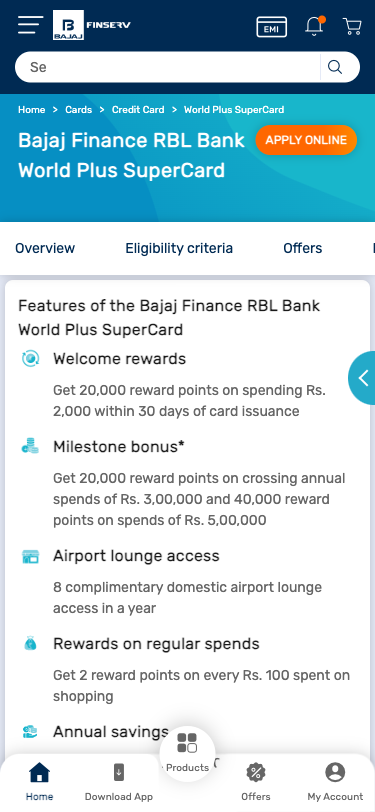 BAJAJ
FINSERV
EMI
Se
Home > Cards > Credit Card > World Plus SuperCard
Bajaj Finance RBL Bank
World Plus SuperCard
APPLY ONLINE
Overview
Eligibility criteria
Offers
Features of the Bajaj Finance RBL Bank
World Plus SuperCard
Welcome rewards
Get 20,000 reward points on spending Rs.
2,000 within 30 days of card issuance
Milestone bonus*
Get 20,000 reward points on crossing annual
spends of Rs. 3,00,000 and 40,000 reward
points on spends of Rs. 5,00,000
Airport lounge access
8 complimentary domestic airport lounge
access in a year
Rewards on regular spends
Get 2 reward points on every Rs. 100 spent on
shopping
Annual savings
Home
Download App
Products
Offers
My Account